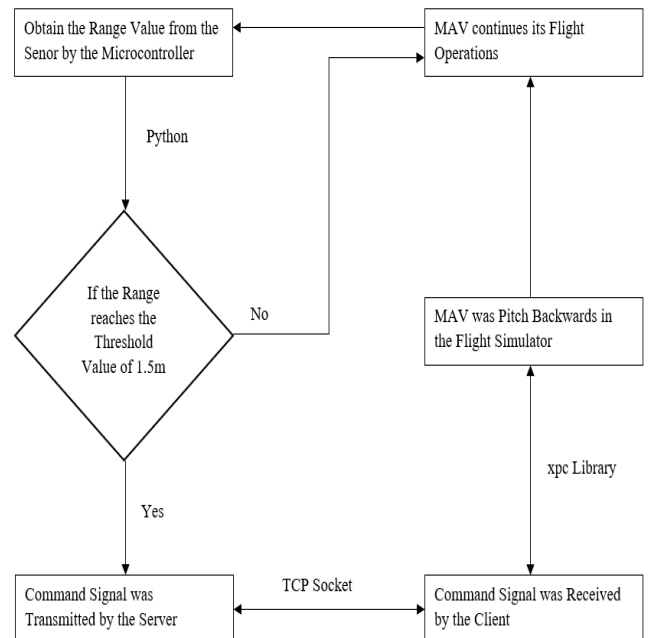 Obtain the Range Value from the
Senor by the Microcontroller
MAV continues its Flight
Operations
Python
If the Range
reaches the
Threshold
Value of 1.5m
No
MAV was Pitch Backwards in
the Flight Simulator
xpc Library
Yes
Command Signal was
Transmitted by the Server
TCP Socket
Command Signal was Received
by the Client